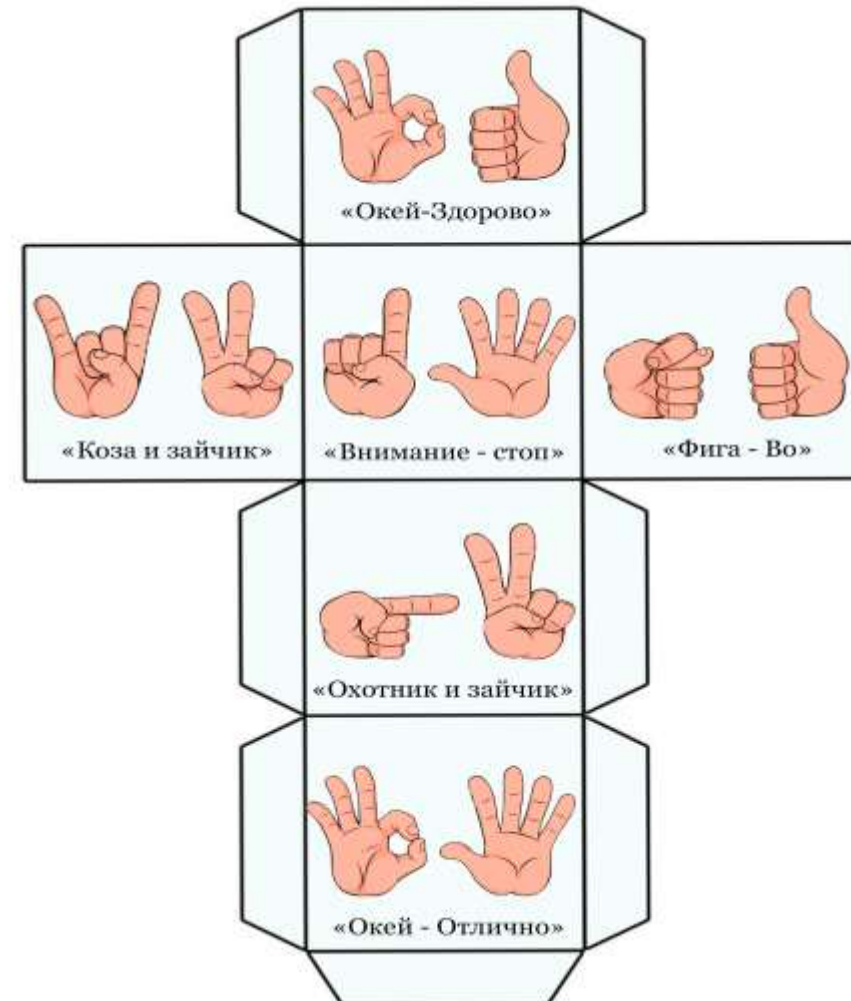 «Окей-Здорово»
«Коза и зайчик»
«Внимание - стоп»
«Фига - Во»
«Охотник и зайчик»
«Окей - Отлично»